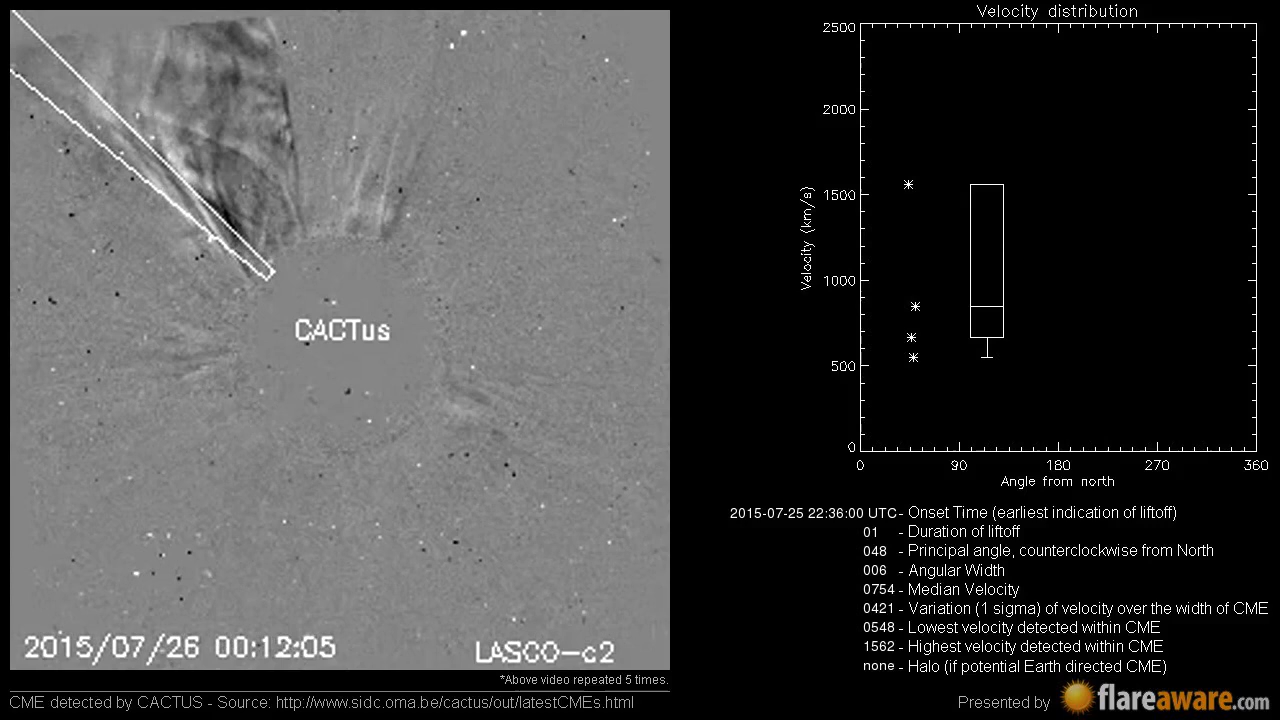 CACTus
2015/07/26 00:12:05
LASCO-c2
*Above video repeated 5 times.
CME detected by CACTUS - Source: http://www.sidc.oma.be/cactus/out/latestCMEs.html
Velocity distribution
2500
2000
1500
1000
500
0
Velocity (km/s)
0 90 180 270 360
Angle from north
2015-07-25 22:36:00 UTC - Onset Time (earliest indication of liftoff)
01 - Duration of liftoff
048 - Principal angle, counterclockwise from North
006 - Angular Width
0754 - Median Velocity
0421 - Variation (1 sigma) of velocity over the width of CME
0548 - Lowest velocity detected within CME
1562 - Highest velocity detected within CME
none - Halo (if potential Earth directed CME)
Presented by flareaware.com